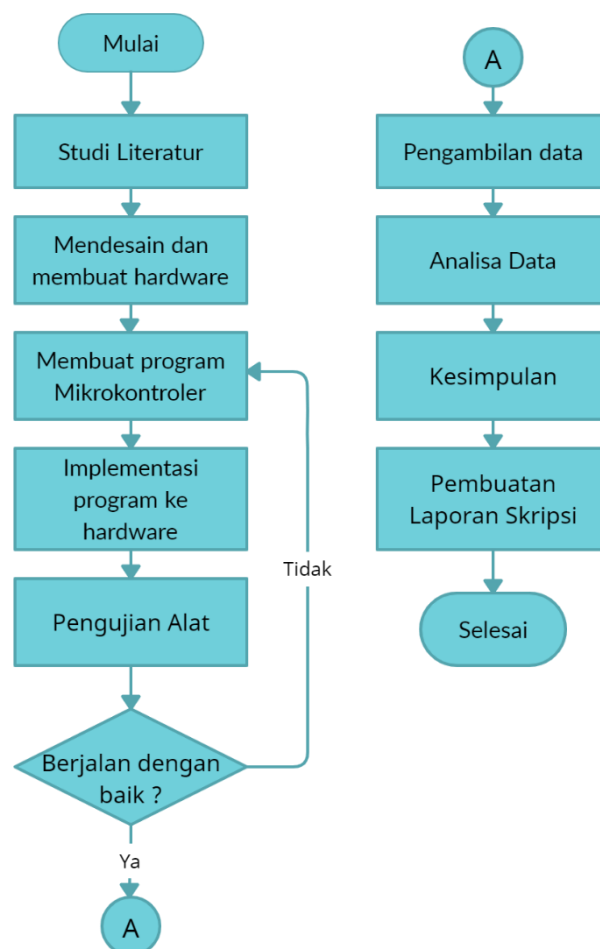 Mulai
Studi Literatur
Mendesain dan
membuat hardware
Membuat program
Mikrokontroler
Implementasi
program ke
hardware
Pengujian Alat
Berjalan dengan
baik ?
Tidak
Ya
A
A
Pengambilan data
Analisa Data
Kesimpulan
Pembuatan
Laporan Skripsi
Selesai